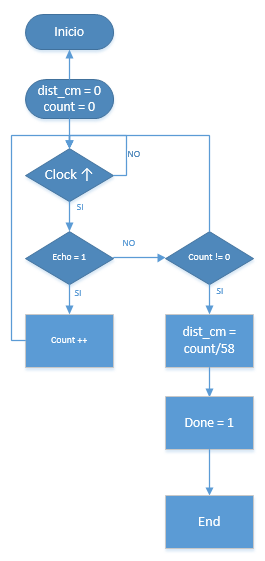 Inicio
dist_cm = 0
count = 0
NO
Clock ↑
SI
NO
Echo = 1
Count != 0
SI
SI
Count ++
dist_cm =
count/58
Done = 1
End